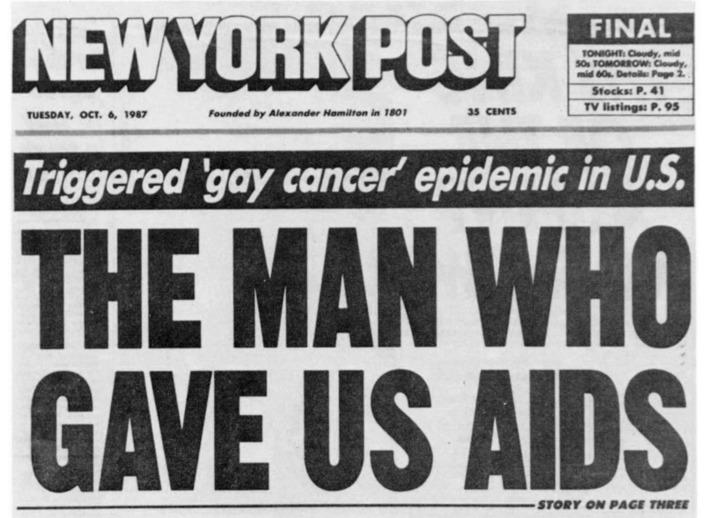 NEW YORK POST
FINAL
TONIGHT: Cloudy, mid
50s TOMORROW: Cloudy,
mid 60s. Details: Page 2.
Stocks: P. 41
TV listings: P. 95
TUESDAY, OCT. 6, 1987 Founded by Alexander Hamilton in 1801 35 CENTS
Triggered 'gay cancer' epidemic in U.S.
THE MAN WHO
GAVE US AIDS
STORY ON PAGE THREE